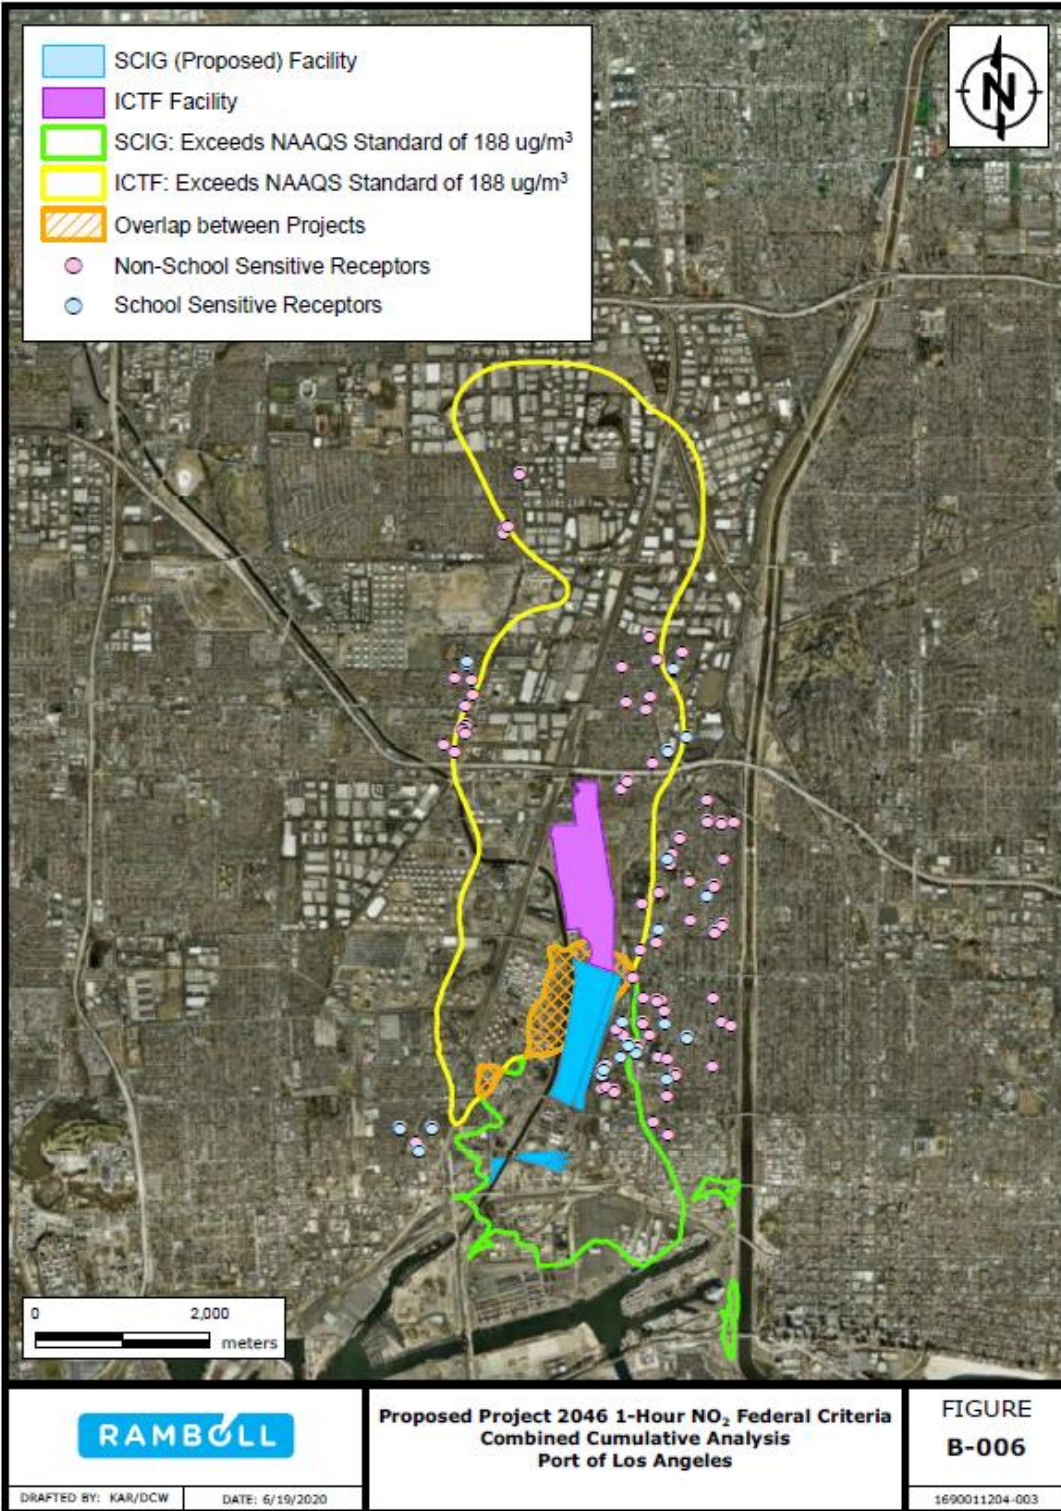 SCIG (Proposed) Facility
ICTF Facility
SCIG: Exceeds NAAQS Standard of 188 ug/m³
ICTF: Exceeds NAAQS Standard of 188 ug/m³
Overlap between Projects
Non-School Sensitive Receptors
School Sensitive Receptors
N
0 2,000
meters
RAMBOLL
DRAFTED BY: KAR/DCW
DATE: 6/19/2020
Proposed Project 2046 1-Hour NO₂ Federal Criteria
Combined Cumulative Analysis
Port of Los Angeles
FIGURE
B-006
1690011204-003